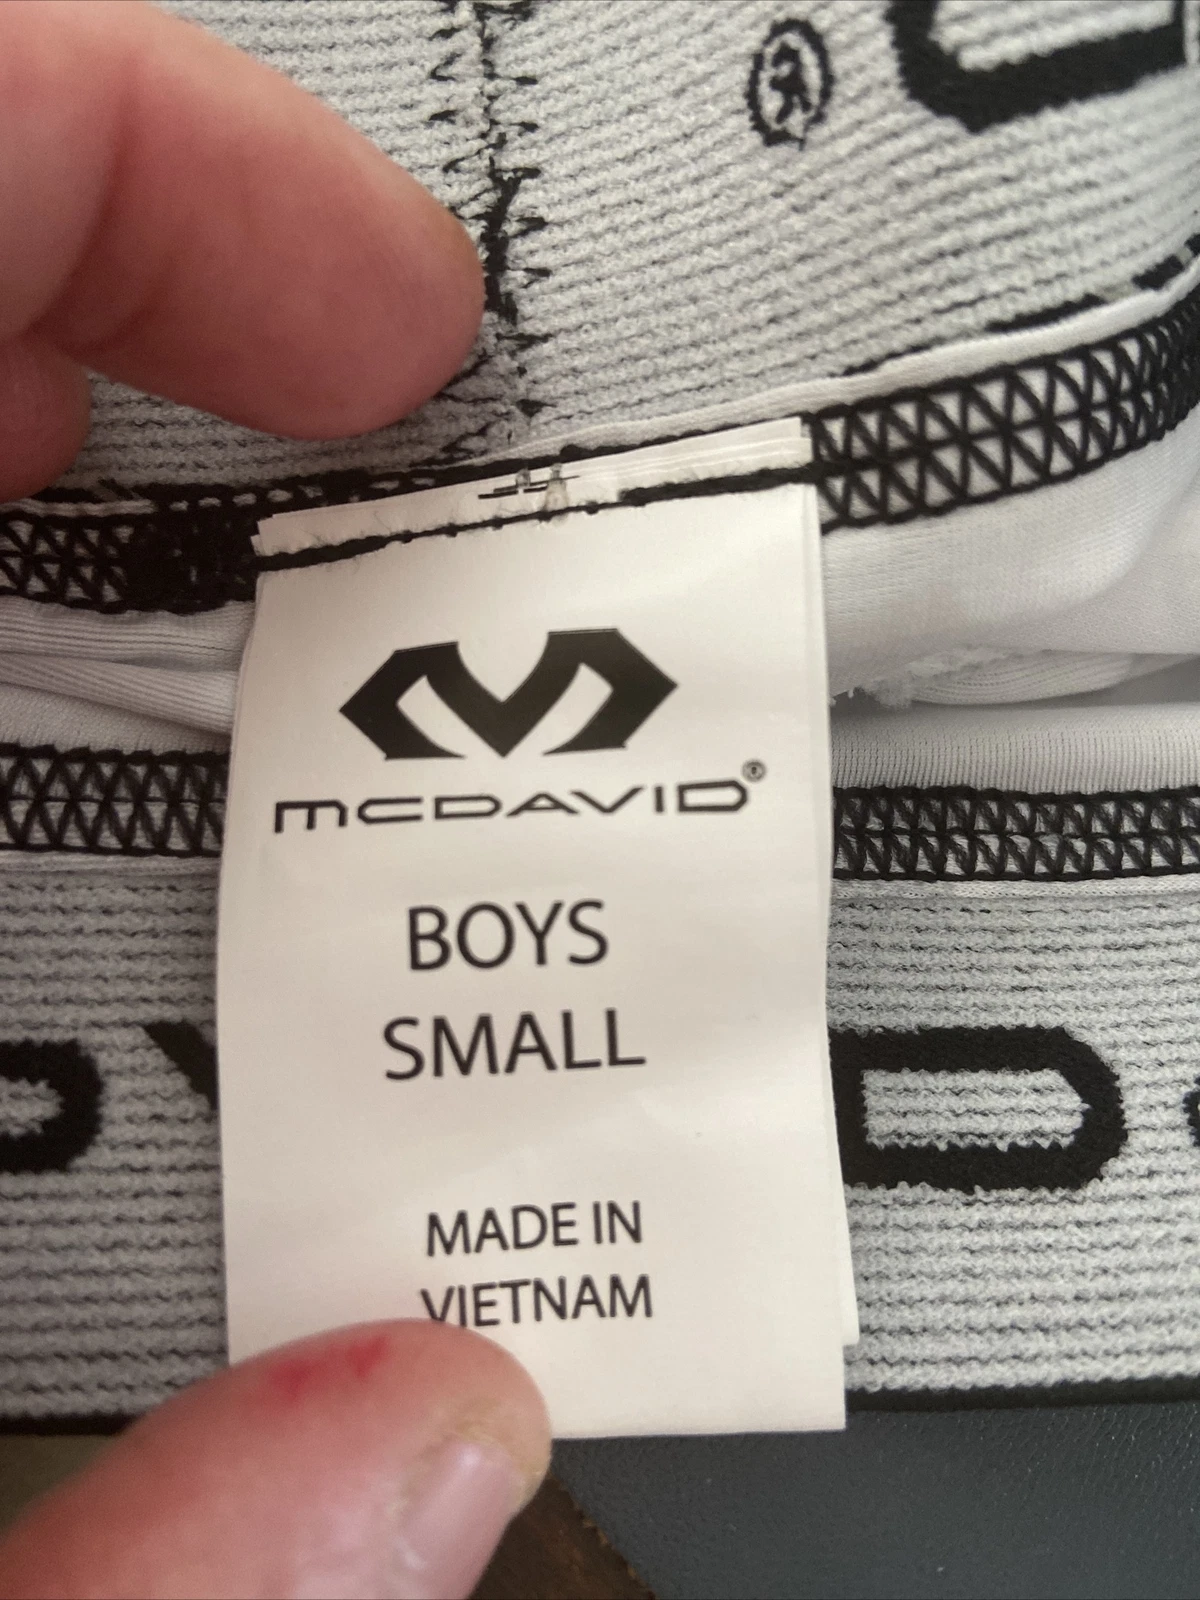 ®
MCDAVID®
BOYS
SMALL
MADE IN
VIETNAM